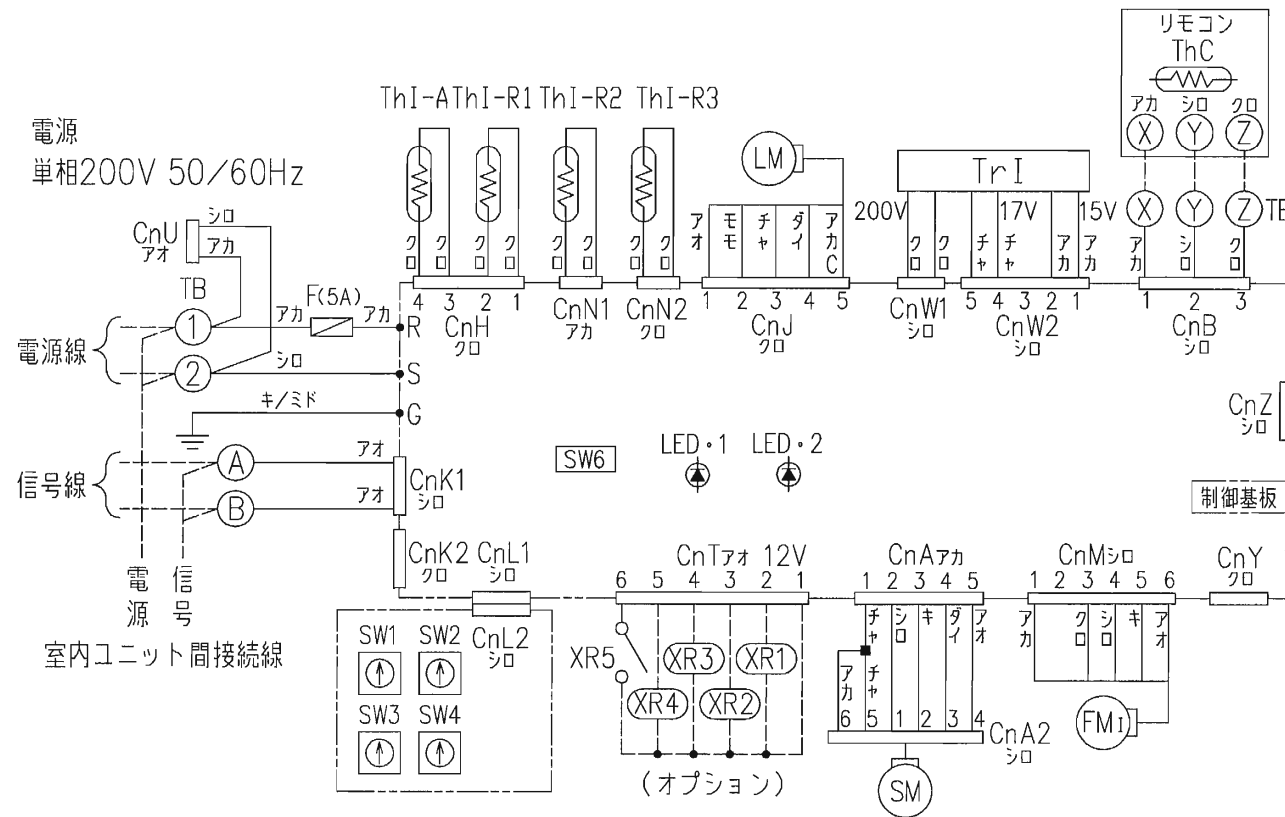 リモコン
ThC
アカ シロ クロ
X Y Z
ThI-A ThI-R1 ThI-R2 ThI-R3
電源
単相200V 50/60Hz
LM
TrI
200V 17V 15V
X Y Z TB
シロ
CnU アカ
アオ
クロ クロ クロ クロ クロ クロ クロ クロ
アオ モモ チャ ダイ アカC
クロ クロ チャ チャ アカ アカ
アカ シロ クロ
4 3 2 1
CnH
クロ
CnN1
アカ
CnN2
クロ
1 2 3 4 5
CnJ
クロ
CnW1
シロ
5 4 3 2 1
CnW2
シロ
1 2 3
CnB
シロ
TB
電源線
1 アカ F(5A) アカ R
2 シロ S
キ/ミド G
CnZ
シロ
SW6
LED・1 LED・2
制御基板
信号線
A アオ
B アオ
CnK1
シロ
CnK2
クロ
CnL1
シロ
CnL2
シロ
電源
信号
室内ユニット間接続線
SW1 SW2
SW3 SW4
CnTアオ 12V
6 5 4 3 2 1
XR5 XR3 XR1
XR4 XR2
(オプション)
CnAアカ
1 2 3 4 5
チャ シロ キ ダイ アオ
アカ チャ
6 5 1 2 3 4
CnA2
シロ
SM
CnMシロ
1 2 3 4 5 6
アカ クロ シロ キ アオ
FMI
CnY
クロ